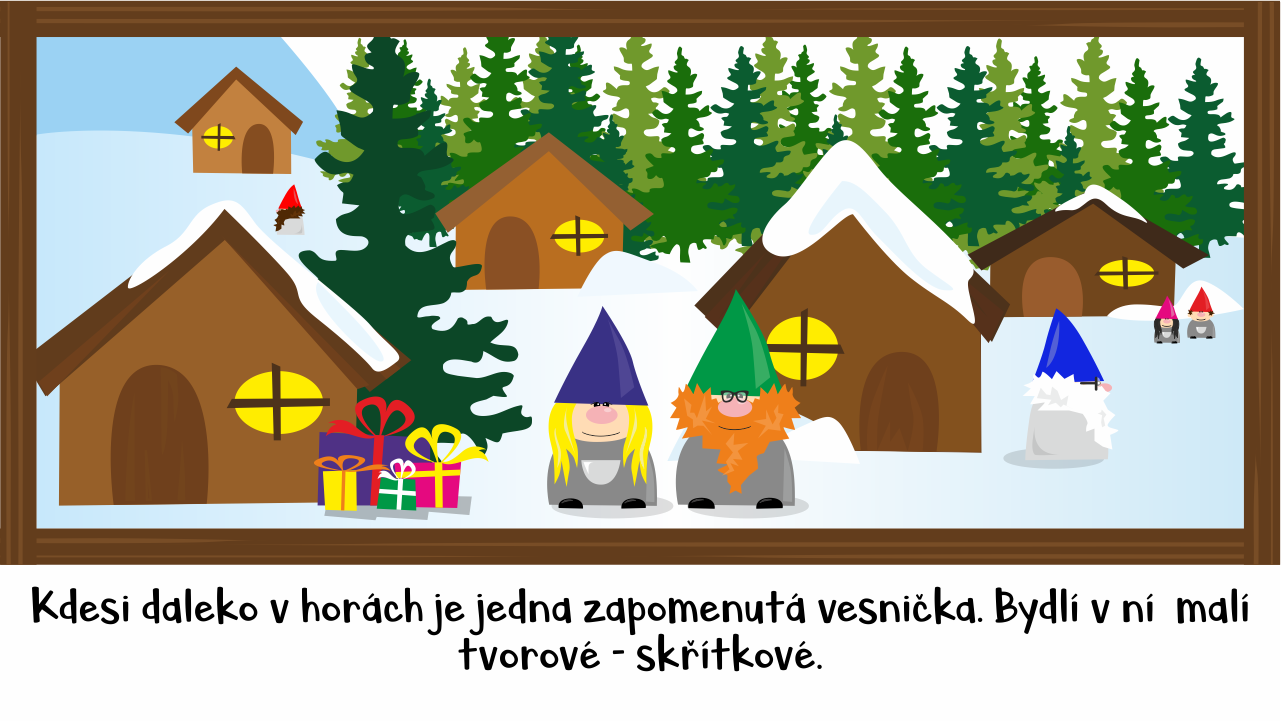 Kdesi daleko v horách je jedna zapomenutá vesnička. Bydlí v ní  malí
tvorové - skřítkové.